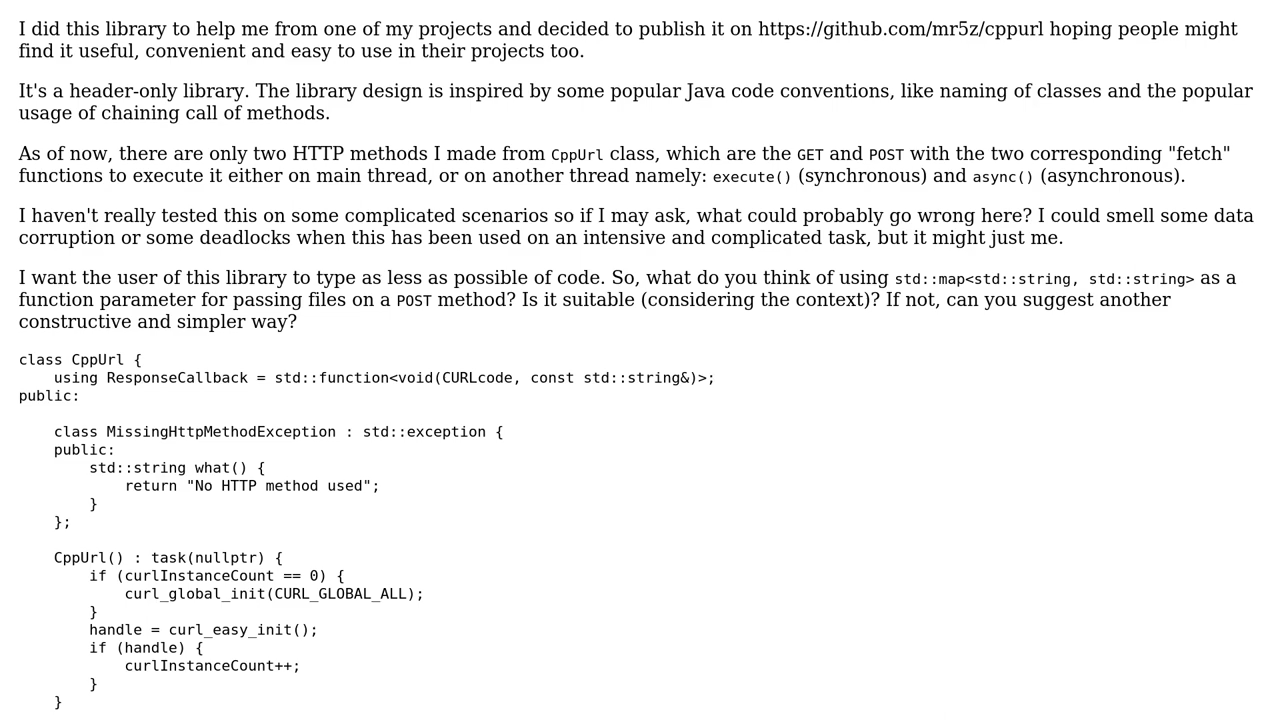 I did this library to help me from one of my projects and decided to publish it on https://github.com/mr5z/cppurl hoping people might
find it useful, convenient and easy to use in their projects too.
It's a header-only library. The library design is inspired by some popular Java code conventions, like naming of classes and the popular
usage of chaining call of methods.
As of now, there are only two HTTP methods I made from CppUrl class, which are the GET and POST with the two corresponding "fetch"
functions to execute it either on main thread, or on another thread namely: execute() (synchronous) and async() (asynchronous).
I haven't really tested this on some complicated scenarios so if I may ask, what could probably go wrong here? I could smell some data
corruption or some deadlocks when this has been used on an intensive and complicated task, but it might just me.
I want the user of this library to type as less as possible of code. So, what do you think of using std::map<std::string, std::string> as a
function parameter for passing files on a POST method? Is it suitable (considering the context)? If not, can you suggest another
constructive and simpler way?
class CppUrl {
    using ResponseCallback = std::function<void(CURLcode, const std::string&)>;
public:
    class MissingHttpMethodException : std::exception {
    public:
        std::string what() {
            return "No HTTP method used";
        }
    };
    CppUrl() : task(nullptr) {
        if (curlInstanceCount == 0) {
            curl_global_init(CURL_GLOBAL_ALL);
        }
        handle = curl_easy_init();
        if (handle) {
            curlInstanceCount++;
        }
    }